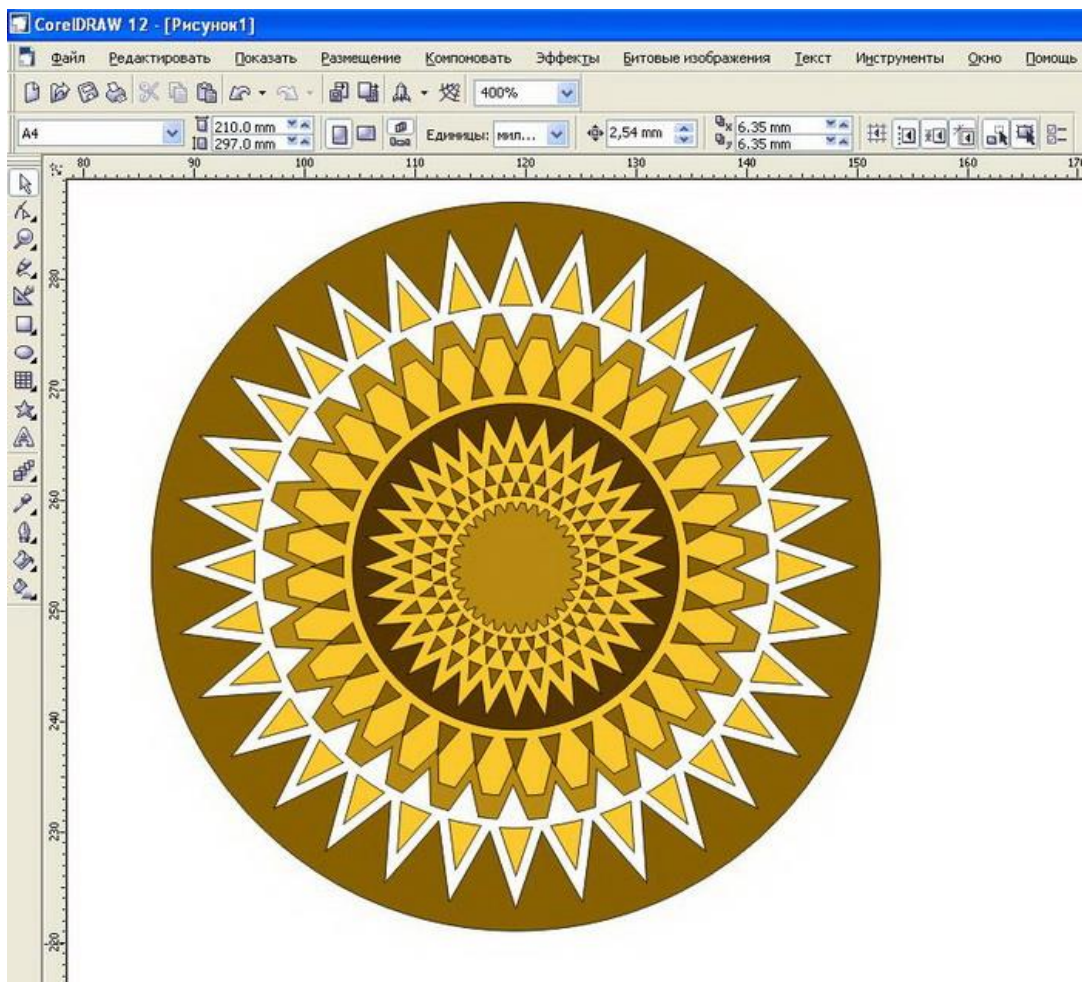 CorelDRAW 12 - [Рисунок1]
Файл Редактировать Показать Размещение Компоновать Эффекты Битовые изображения Текст Инструменты Окно Помощь
400%
A4 210.0 mm 297.0 mm Единицы: мил... 2,54 mm x 6.35 mm y 6.35 mm
80 90 100 110 120 130 140 150 160 170
280
270
260
250
240
230
220